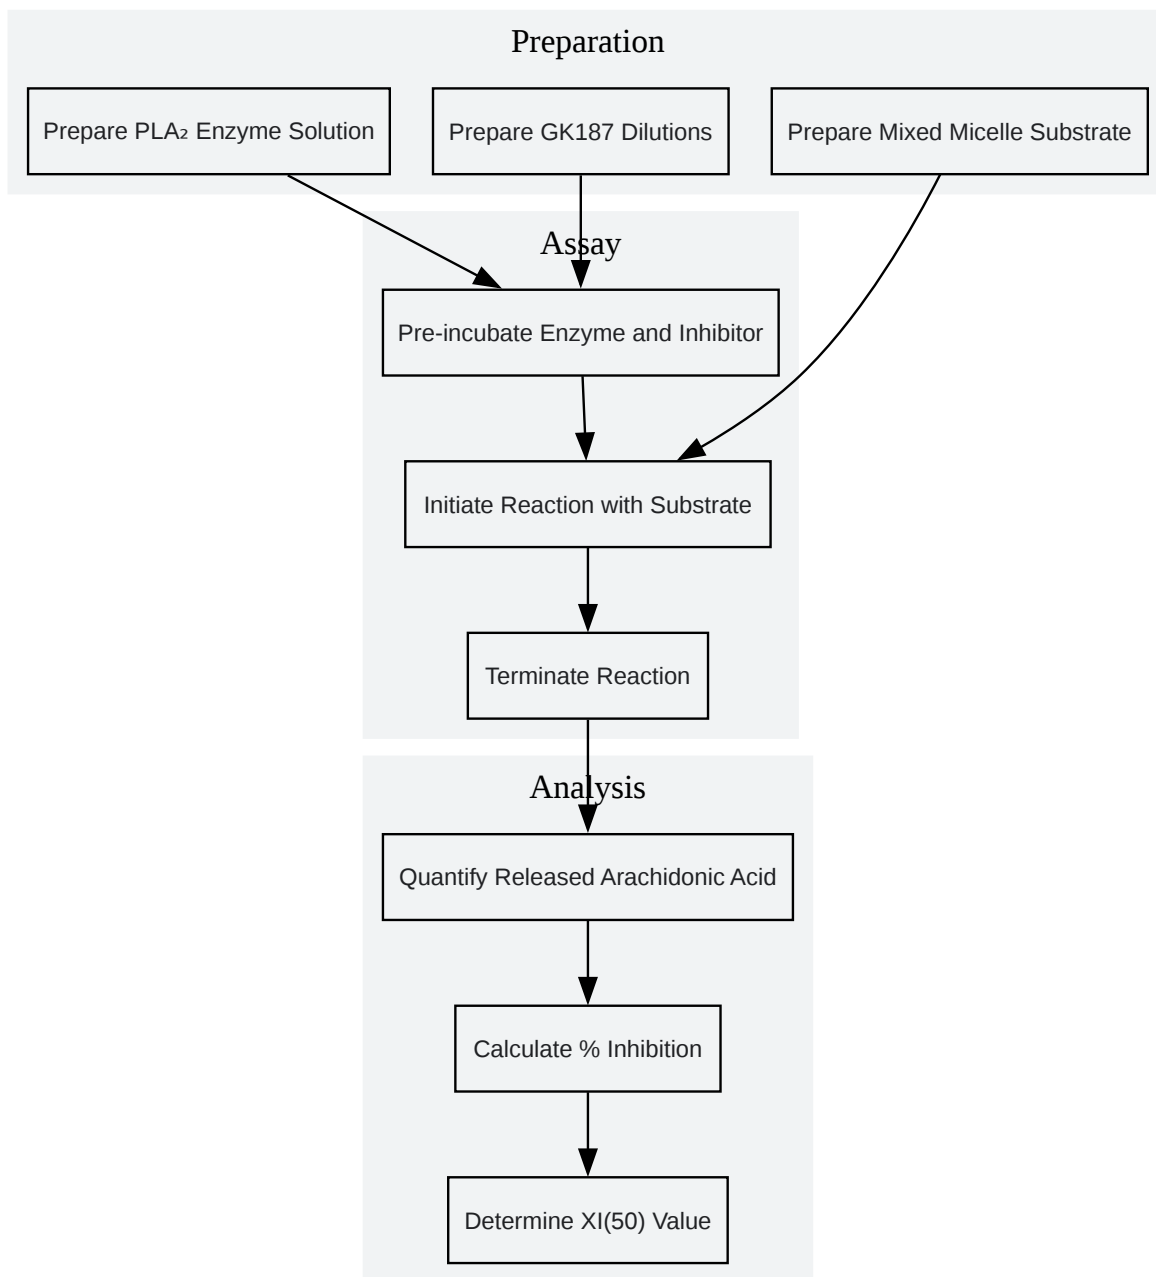 Preparation
Prepare PLA₂ Enzyme Solution
Prepare GK187 Dilutions
Prepare Mixed Micelle Substrate
Assay
Pre-incubate Enzyme and Inhibitor
Initiate Reaction with Substrate
Terminate Reaction
Analysis
Quantify Released Arachidonic Acid
Calculate % Inhibition
Determine XI(50) Value